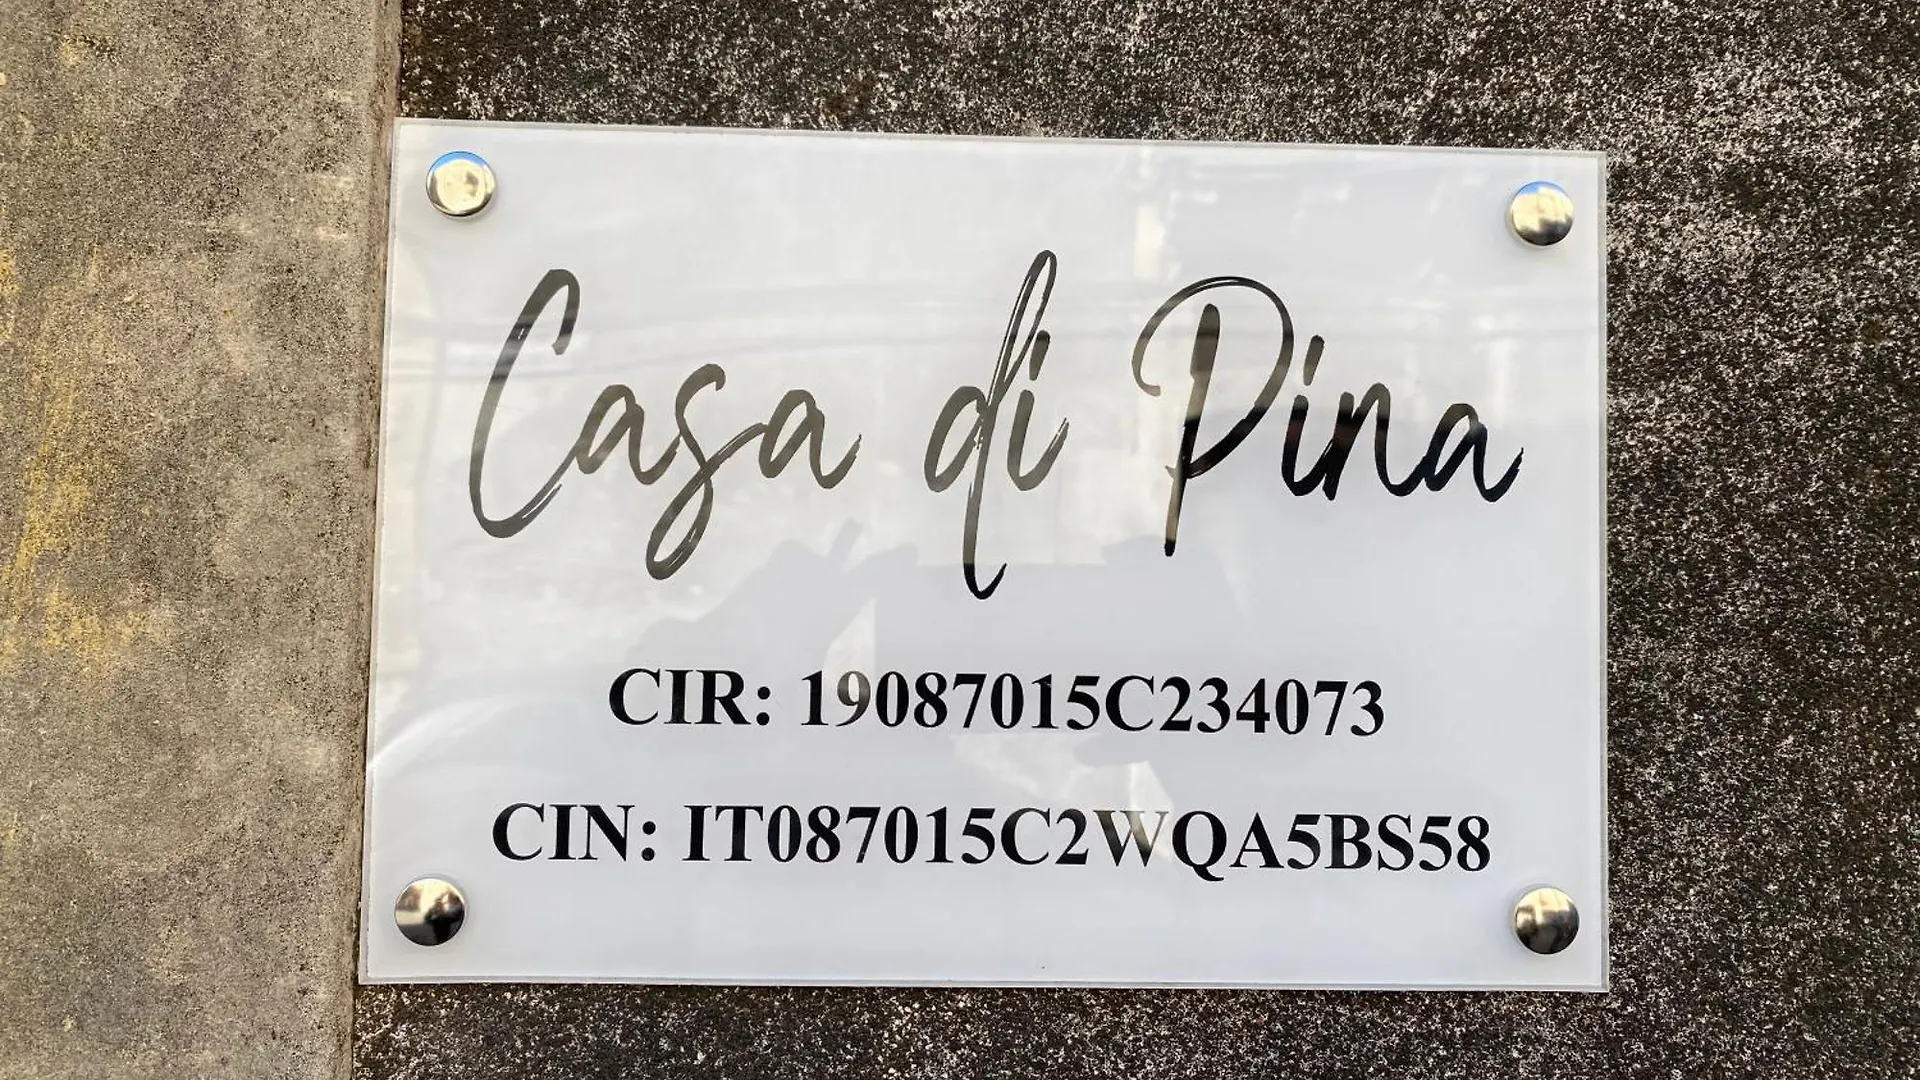 Casa di Pina
CIR: 19087015C234073
CIN: IT087015C2WQA5BS58